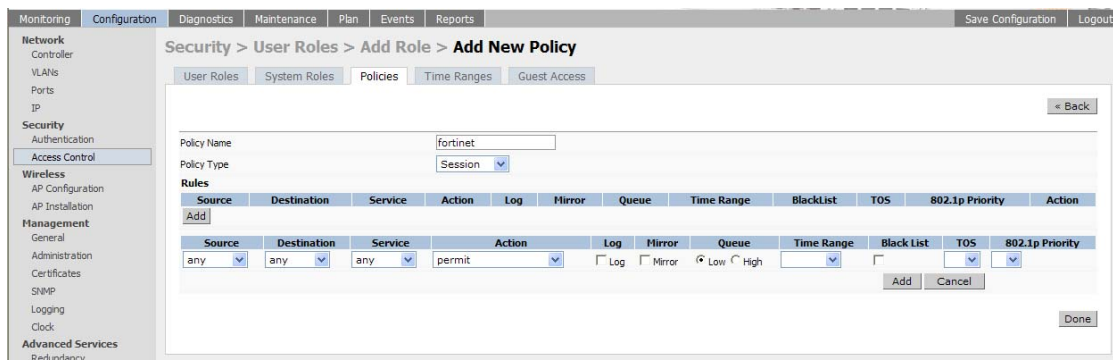 Monitoring Configuration Diagnostics Maintenance Plan Events Reports Save Configuration Logout
Network
Controller
VLANs
Ports
IP
Security
Authentication
Access Control
Wireless
AP Configuration
AP Installation
Management
General
Administration
Certificates
SNMP
Logging
Clock
Advanced Services
Redundancy
Security > User Roles > Add Role > Add New Policy
User Roles System Roles Policies Time Ranges Guest Access
« Back
Policy Name fortinet
Policy Type Session
Rules
Source Destination Service Action Log Mirror Queue Time Range BlackList TOS 802.1p Priority Action
Add
Source Destination Service Action Log Mirror Queue Time Range Black List TOS 802.1p Priority
any any any permit Log Mirror Low High
Add Cancel
Done